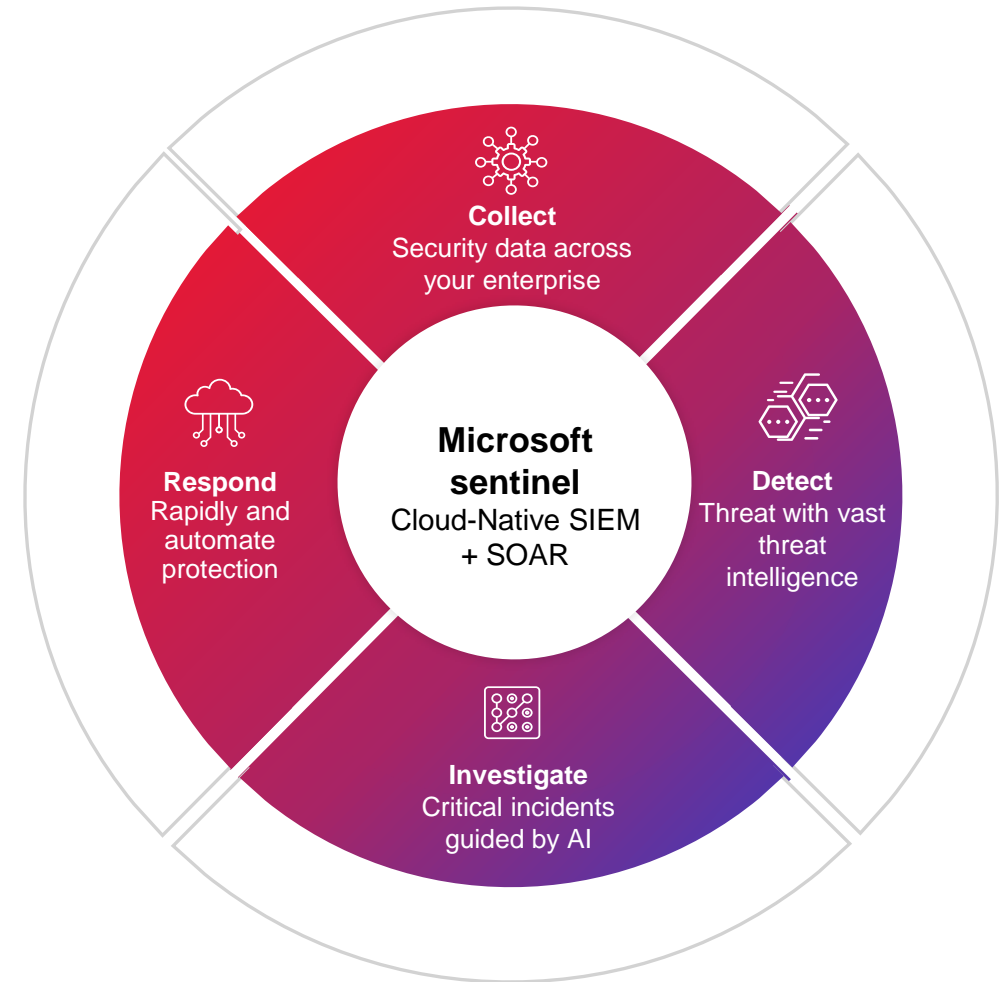 Collect
Security data across
your enterprise
Microsoft
sentinel
Cloud-Native SIEM
+ SOAR
Detect
Threat with vast
threat
intelligence
Investigate
Critical incidents
guided by AI
Respond
Rapidly and
automate
protection